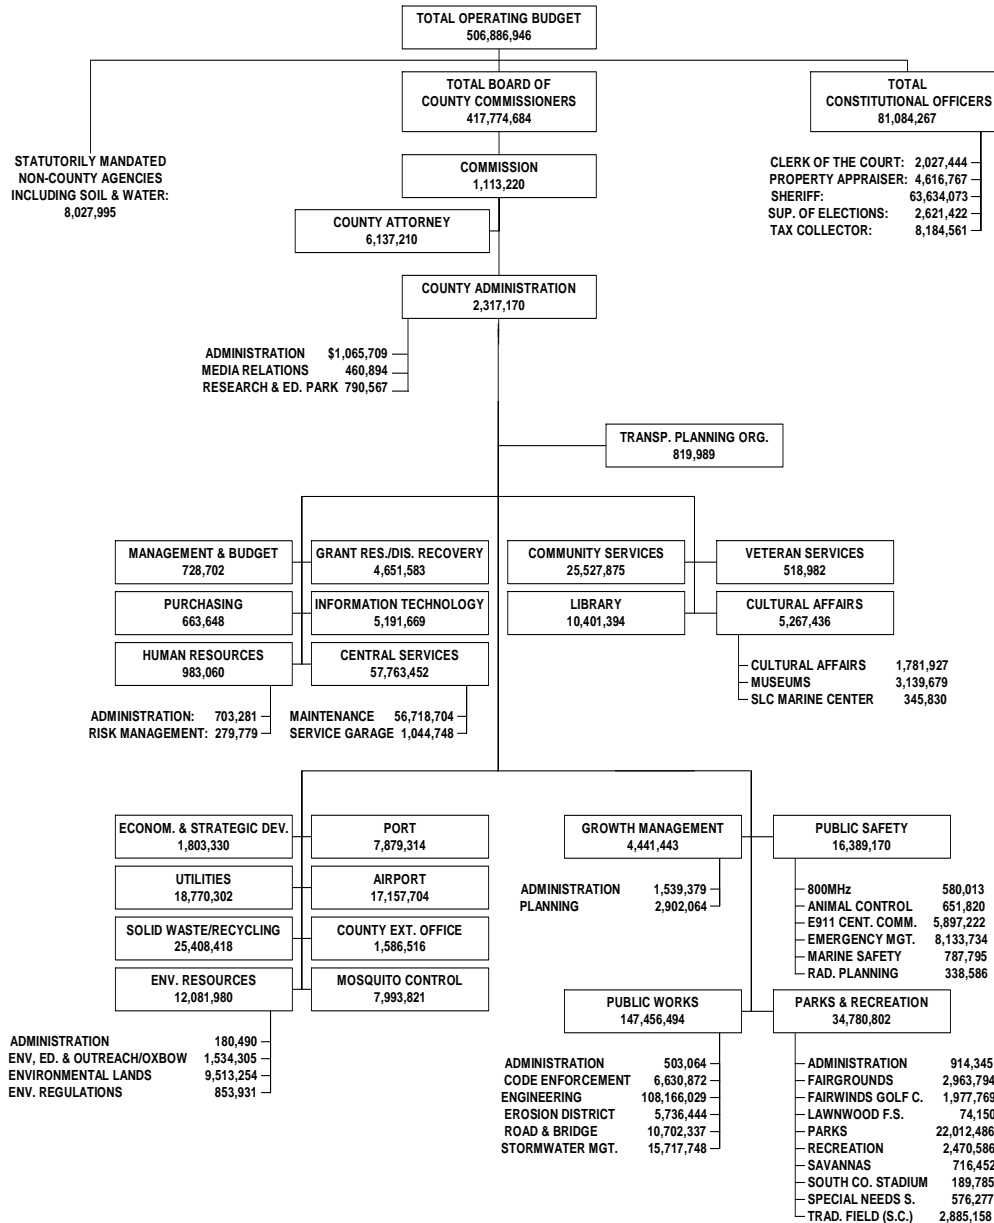 TOTAL OPERATING BUDGET
506,886,946
TOTAL BOARD OF
COUNTY COMMISSIONERS
417,774,684
TOTAL
CONSTITUTIONAL OFFICERS
81,084,267
STATUTORILY MANDATED
NON-COUNTY AGENCIES
INCLUDING SOIL & WATER:
8,027,995
COMMISSION
1,113,220
CLERK OF THE COURT: 2,027,444
PROPERTY APPRAISER: 4,616,767
SHERIFF: 63,634,073
SUP. OF ELECTIONS: 2,621,422
TAX COLLECTOR: 8,184,561
COUNTY ATTORNEY
6,137,210
COUNTY ADMINISTRATION
2,317,170
ADMINISTRATION $1,065,709
MEDIA RELATIONS 460,894
RESEARCH & ED. PARK 790,567
TRANSP. PLANNING ORG.
819,989
MANAGEMENT & BUDGET
728,702
GRANT RES./DIS. RECOVERY
4,651,583
COMMUNITY SERVICES
25,527,875
VETERAN SERVICES
518,982
PURCHASING
663,648
INFORMATION TECHNOLOGY
5,191,669
LIBRARY
10,401,394
CULTURAL AFFAIRS
5,267,436
HUMAN RESOURCES
983,060
CENTRAL SERVICES
57,763,452
CULTURAL AFFAIRS 1,781,927
MUSEUMS 3,139,679
SLC MARINE CENTER 345,830
ADMINISTRATION: 703,281
RISK MANAGEMENT: 279,779
MAINTENANCE 56,718,704
SERVICE GARAGE 1,044,748
ECONOM. & STRATEGIC DEV.
1,803,330
PORT
7,879,314
GROWTH MANAGEMENT
4,441,443
PUBLIC SAFETY
16,389,170
UTILITIES
18,770,302
AIRPORT
17,157,704
ADMINISTRATION 1,539,379
PLANNING 2,902,064
800MHz 580,013
ANIMAL CONTROL 651,820
E911 CENT. COMM. 5,897,222
EMERGENCY MGT. 8,133,734
MARINE SAFETY 787,795
RAD. PLANNING 338,586
SOLID WASTE/RECYCLING
25,408,418
COUNTY EXT. OFFICE
1,586,516
ENV. RESOURCES
12,081,980
MOSQUITO CONTROL
7,993,821
PUBLIC WORKS
147,456,494
PARKS & RECREATION
34,780,802
ADMINISTRATION 180,490
ENV, ED. & OUTREACH/OXBOW 1,534,305
ENVIRONMENTAL LANDS 9,513,254
ENV. REGULATIONS 853,931
ADMINISTRATION 503,064
CODE ENFORCEMENT 6,630,872
ENGINEERING 108,166,029
EROSION DISTRICT 5,736,444
ROAD & BRIDGE 10,702,337
STORMWATER MGT. 15,717,748
ADMINISTRATION 914,345
FAIRGROUNDS 2,963,794
FAIRWINDS GOLF C. 1,977,769
LAWNWOOD F.S. 74,150
PARKS 22,012,486
RECREATION 2,470,586
SAVANNAS 716,452
SOUTH CO. STADIUM 189,785
SPECIAL NEEDS S. 576,277
TRAD. FIELD (S.C.) 2,885,158